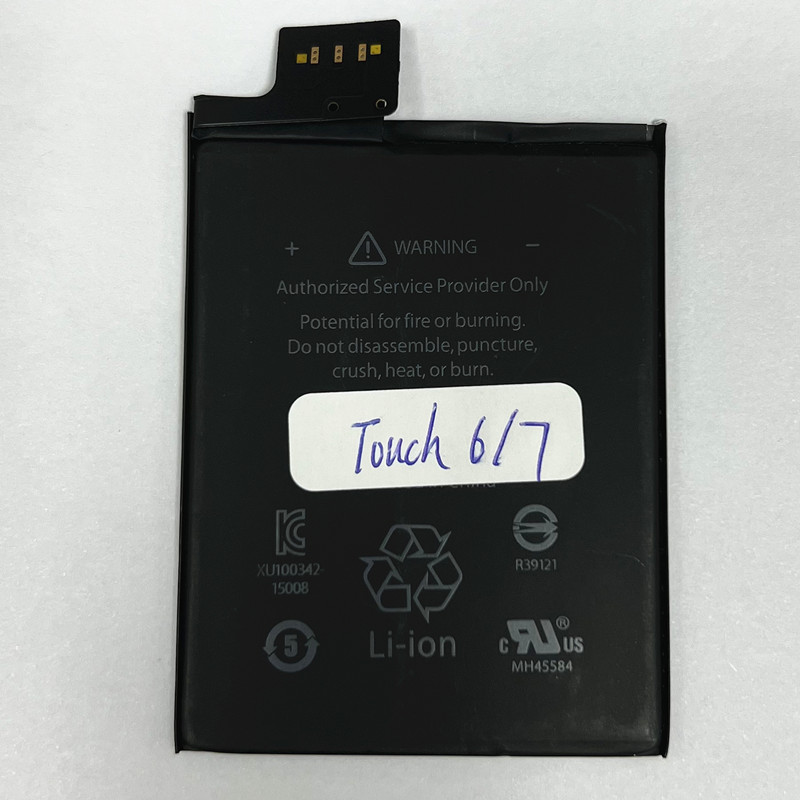 + WARNING −
Authorized Service Provider Only
Potential for fire or burning.
Do not disassemble, puncture,
crush, heat, or burn.
Touch 6/7
XU100342-
15008
R39121
5
Li-ion
c RU ® US
MH45584